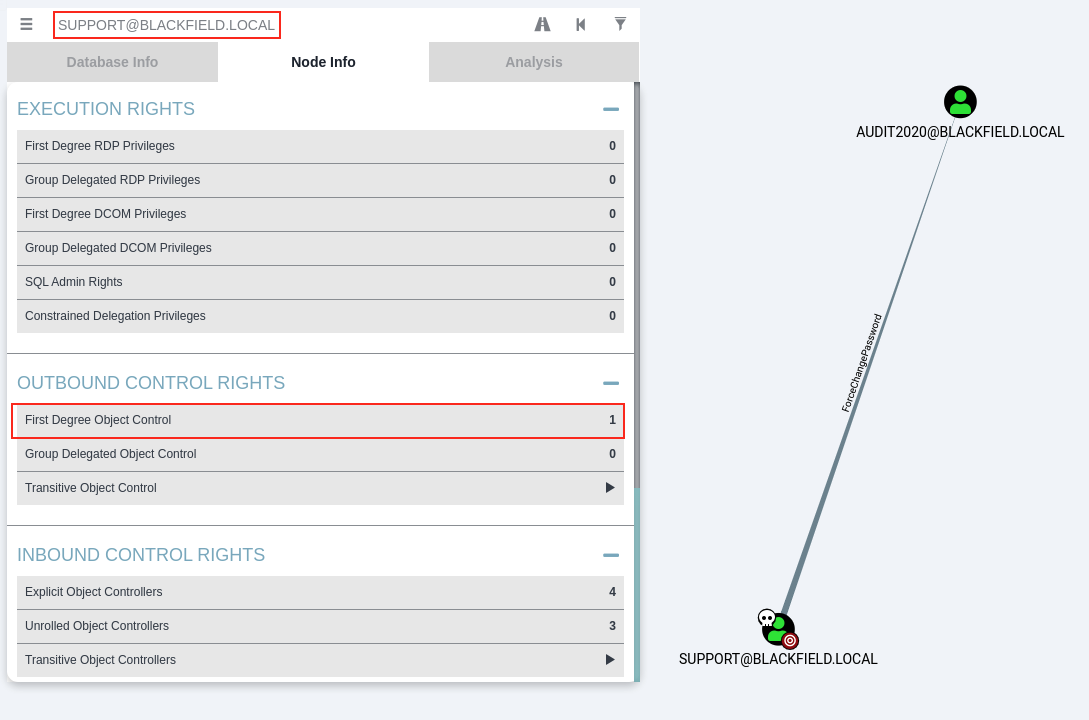 SUPPORT@BLACKFIELD.LOCAL
Database Info
Node Info
Analysis
EXECUTION RIGHTS
First Degree RDP Privileges 0
Group Delegated RDP Privileges 0
First Degree DCOM Privileges 0
Group Delegated DCOM Privileges 0
SQL Admin Rights 0
Constrained Delegation Privileges 0
OUTBOUND CONTROL RIGHTS
First Degree Object Control 1
Group Delegated Object Control 0
Transitive Object Control
INBOUND CONTROL RIGHTS
Explicit Object Controllers 4
Unrolled Object Controllers 3
Transitive Object Controllers
AUDIT2020@BLACKFIELD.LOCAL
ForceChangePassword
SUPPORT@BLACKFIELD.LOCAL